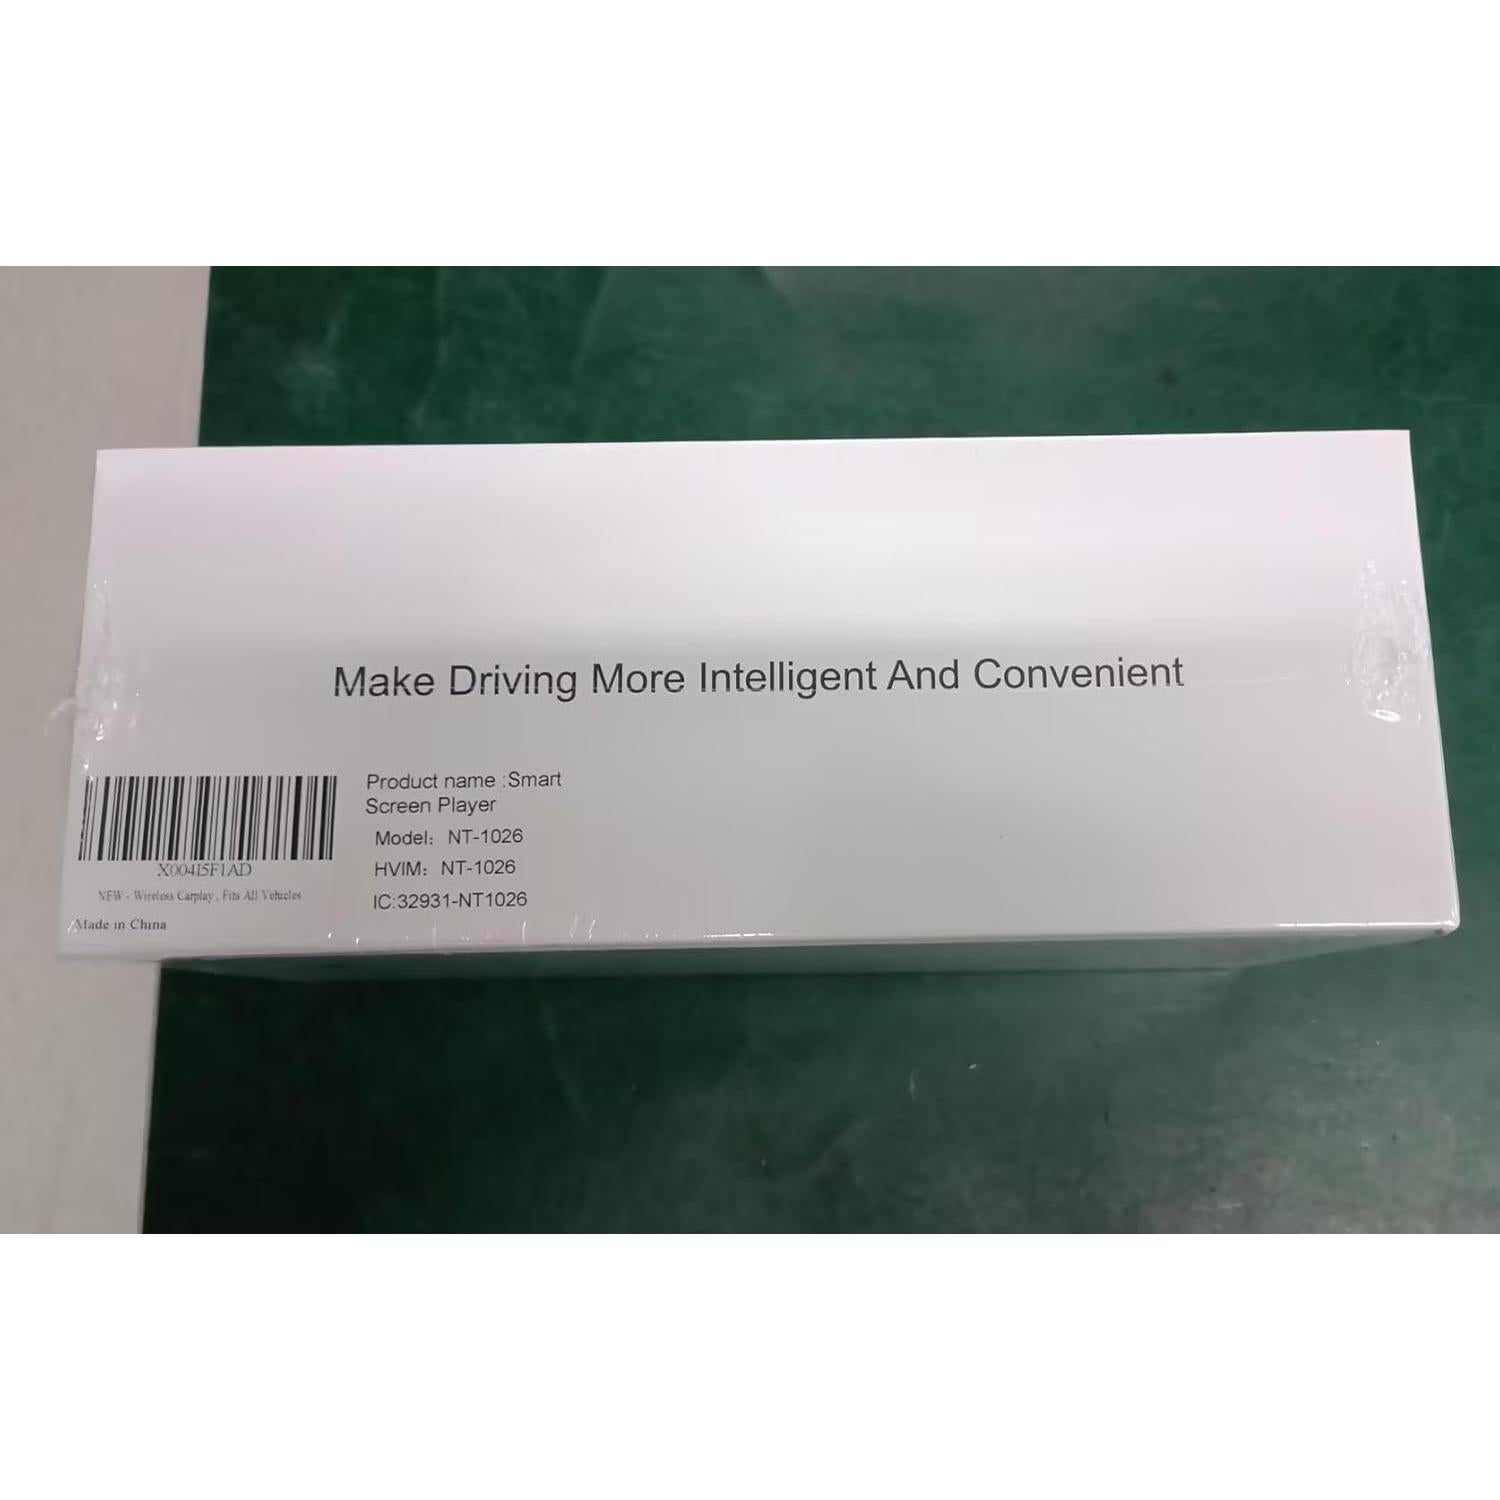 Make Driving More Intelligent And Convenient
X004I5F1AD
NEW - Wireless Carplay , Fits All Vehicles
Made in China
Product name :Smart
Screen Player
Model: NT-1026
HVIM: NT-1026
IC:32931-NT1026